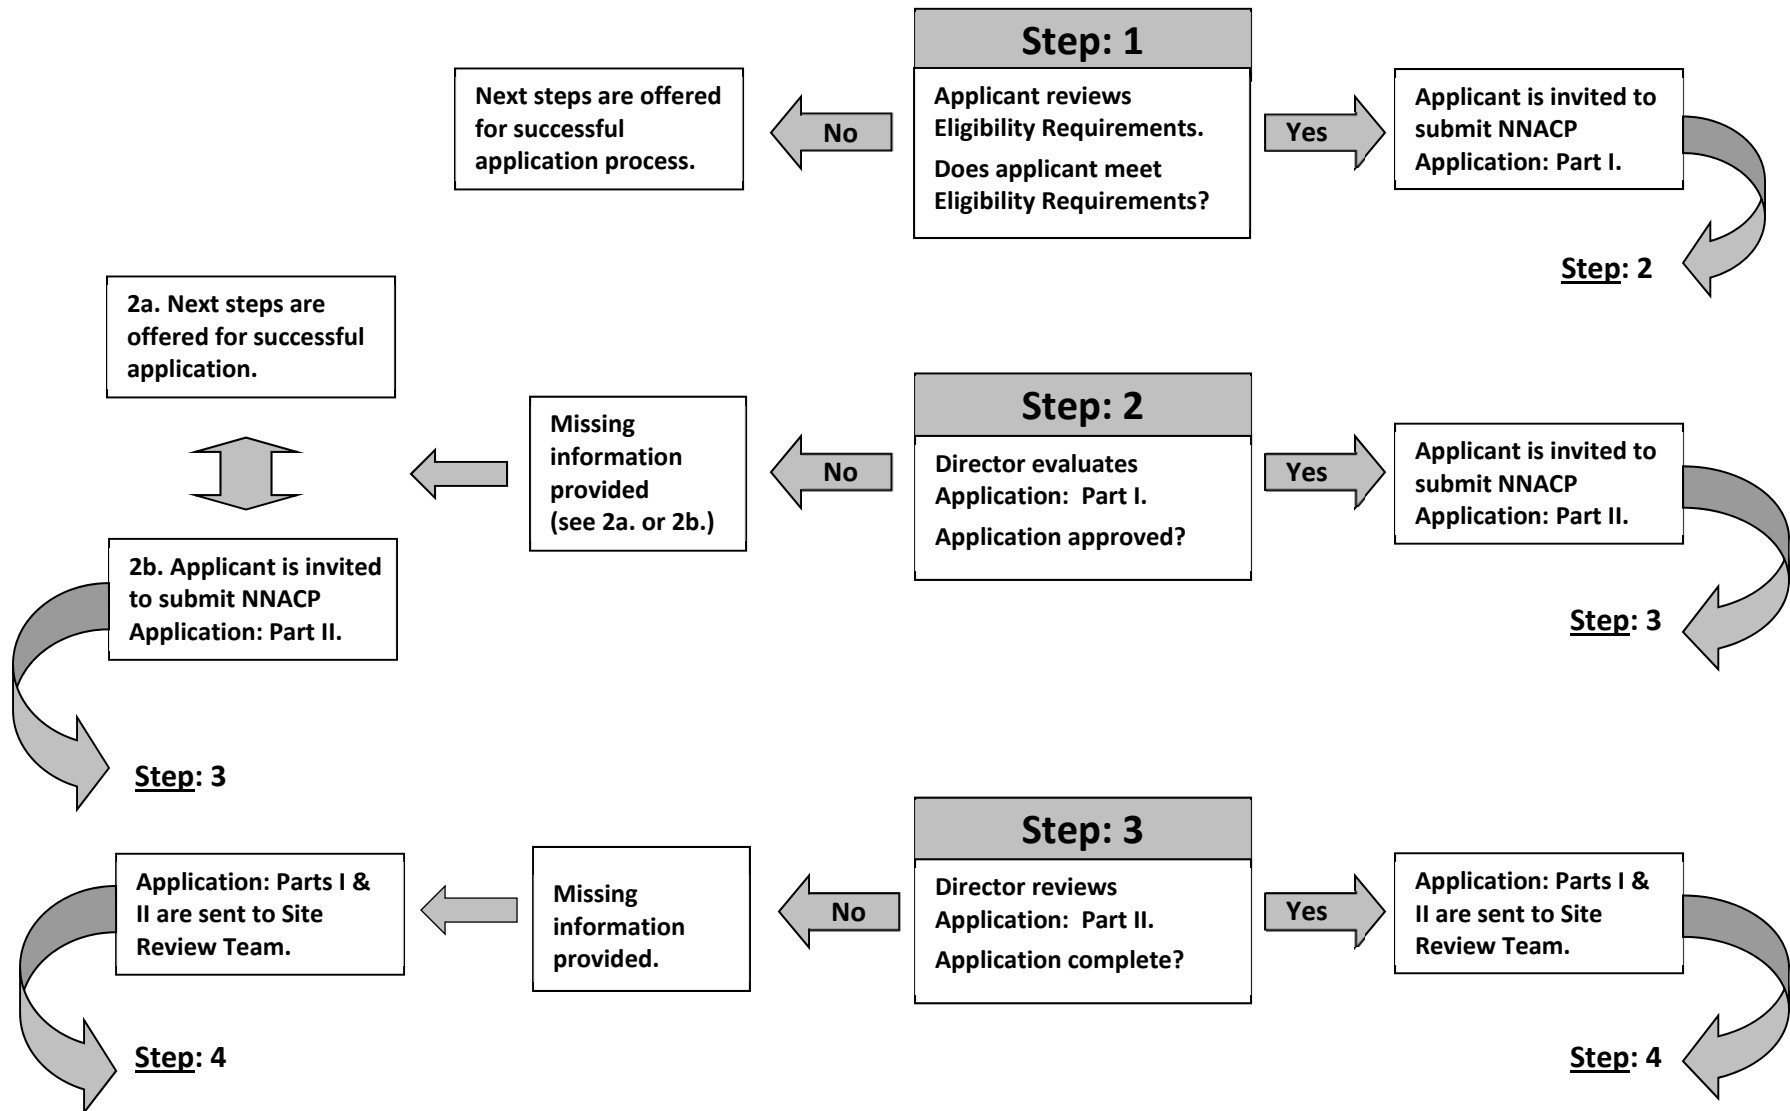 Step: 1
Next steps are offered
for successful
application process.
No
Applicant reviews
Eligibility Requirements.
Does applicant meet
Eligibility Requirements?
Yes
Applicant is invited to
submit NNACP
Application: Part I.
Step: 2
2a. Next steps are
offered for successful
application.
Step: 2
Missing
information
provided
(see 2a. or 2b.)
No
Director evaluates
Application:  Part I.
Application approved?
Yes
Applicant is invited to
submit NNACP
Application: Part II.
Step: 3
2b. Applicant is invited
to submit NNACP
Application: Part II.
Step: 3
Step: 3
Application: Parts I &
II are sent to Site
Review Team.
Missing
information
provided.
No
Director reviews
Application:  Part II.
Application complete?
Yes
Application: Parts I &
II are sent to Site
Review Team.
Step: 4
Step: 4